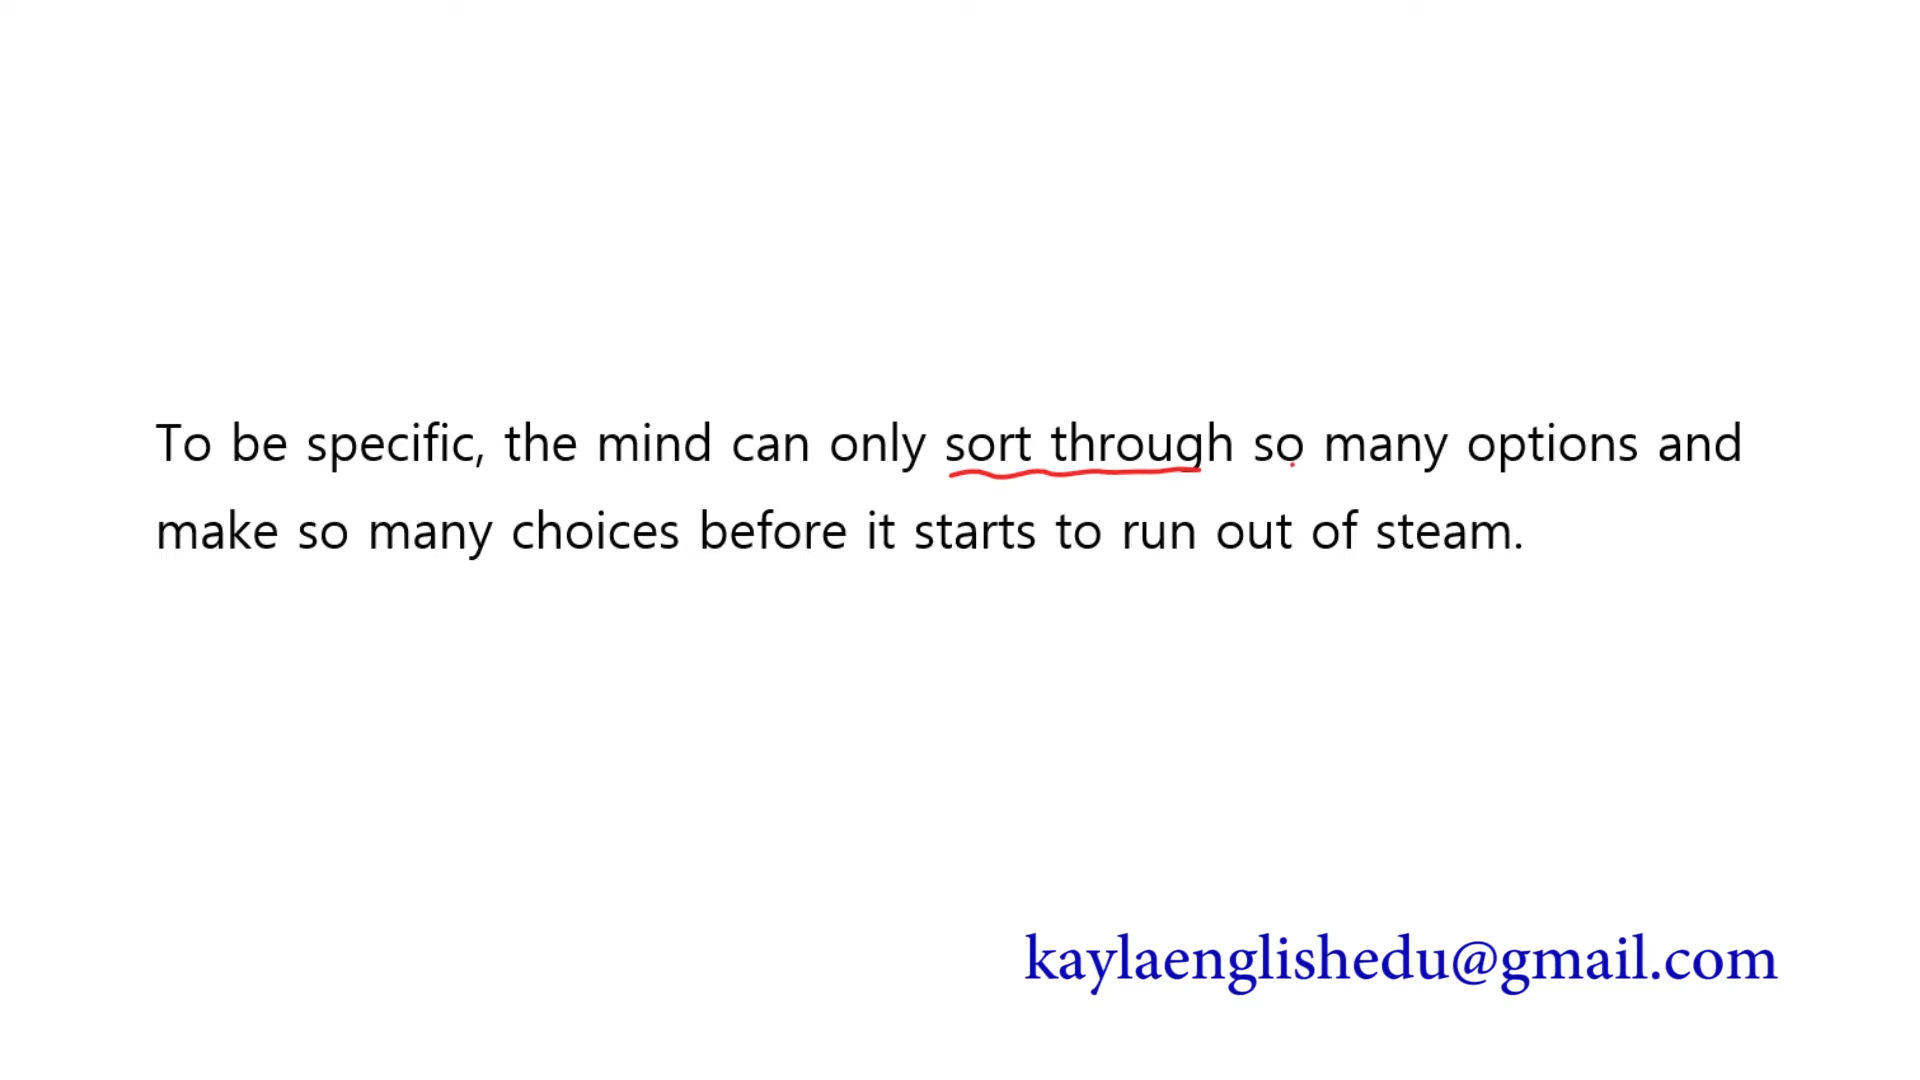 To be specific, the mind can only sort through so many options and
make so many choices before it starts to run out of steam.
kaylaenglishedu@gmail.com